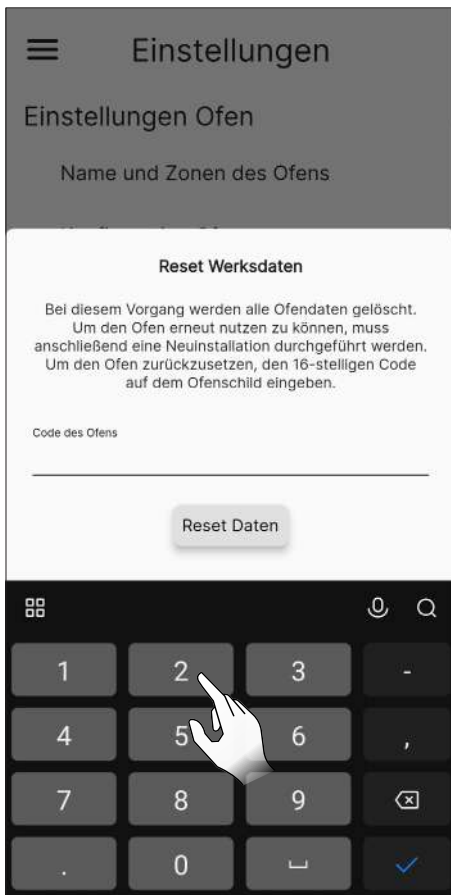 Einstellungen
Einstellungen Ofen
Name und Zonen des Ofens
Reset Werksdaten
Bei diesem Vorgang werden alle Ofendaten gelöscht.
Um den Ofen erneut nutzen zu können, muss
anschließend eine Neuinstallation durchgeführt werden.
Um den Ofen zurückzusetzen, den 16-stelligen Code
auf dem Ofenschild eingeben.
Code des Ofens
Reset Daten
1 2 3 -
4 5 6 ,
7 8 9
. 0